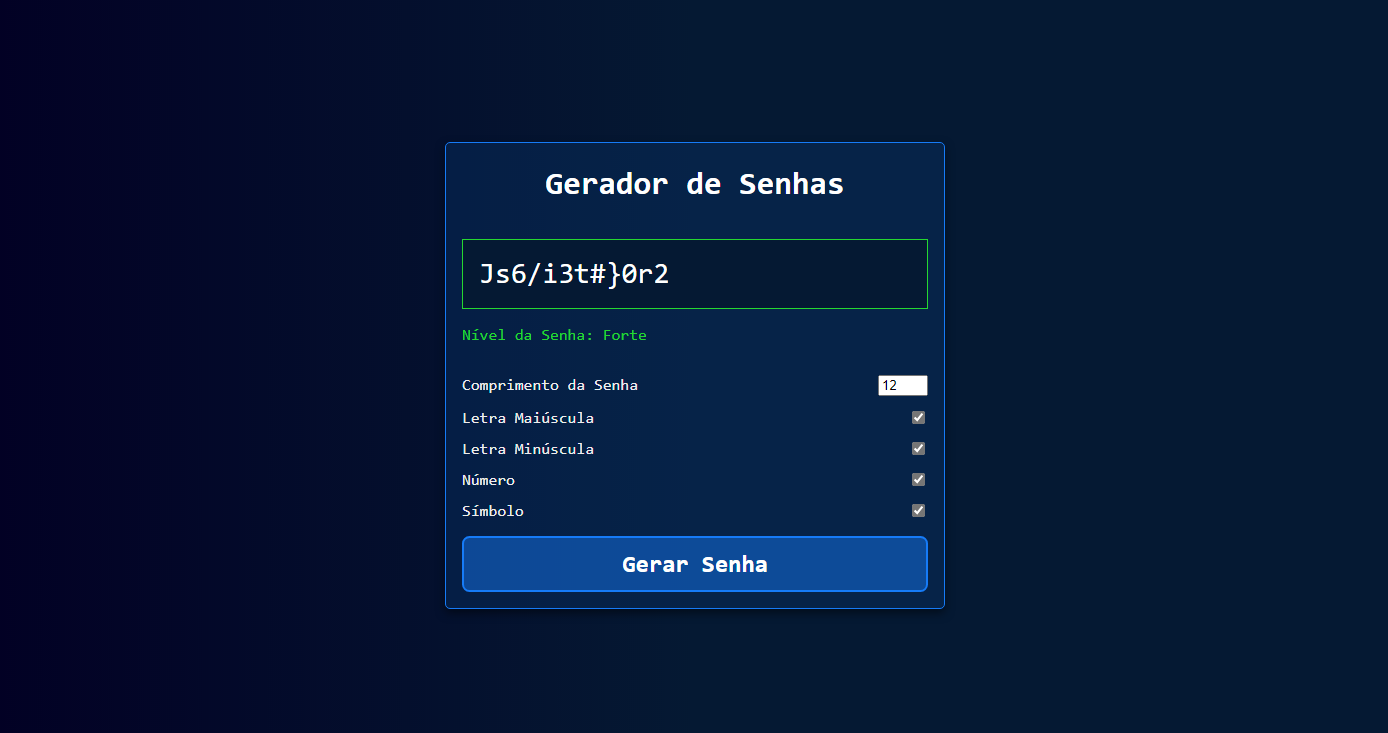 Gerador de Senhas
Js6/i3t#}0r2
Nível da Senha: Forte
Comprimento da Senha 12
Letra Maiúscula
Letra Minúscula
Número
Símbolo
Gerar Senha